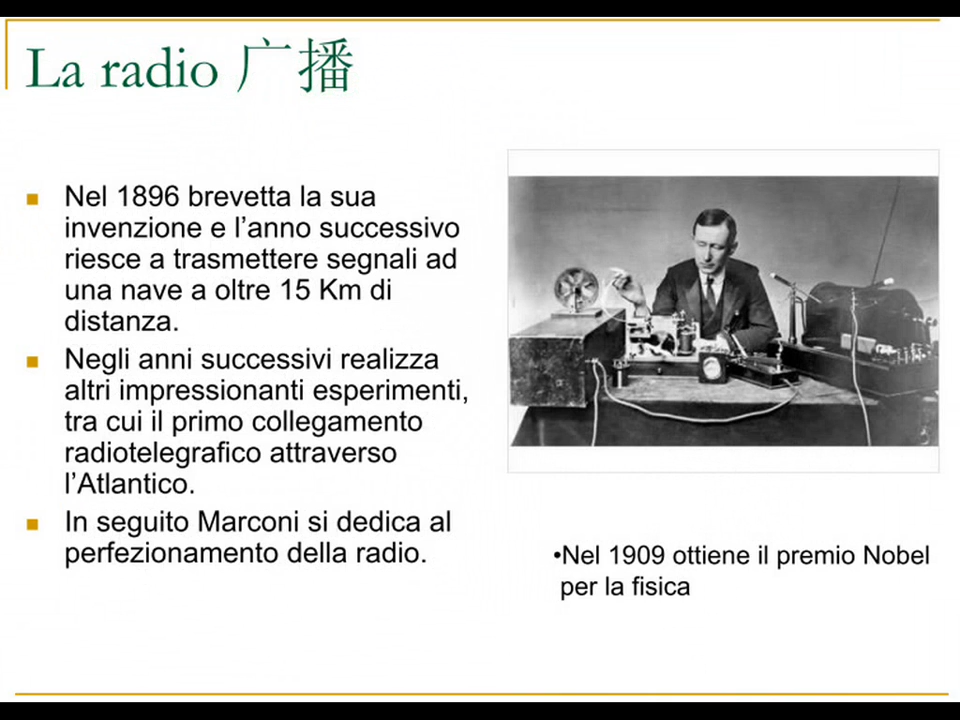 La radio 广播
Nel 1896 brevetta la sua
invenzione e l’anno successivo
riesce a trasmettere segnali ad
una nave a oltre 15 Km di
distanza.
Negli anni successivi realizza
altri impressionanti esperimenti,
tra cui il primo collegamento
radiotelegrafico attraverso
l’Atlantico.
In seguito Marconi si dedica al
perfezionamento della radio.
•Nel 1909 ottiene il premio Nobel
per la fisica